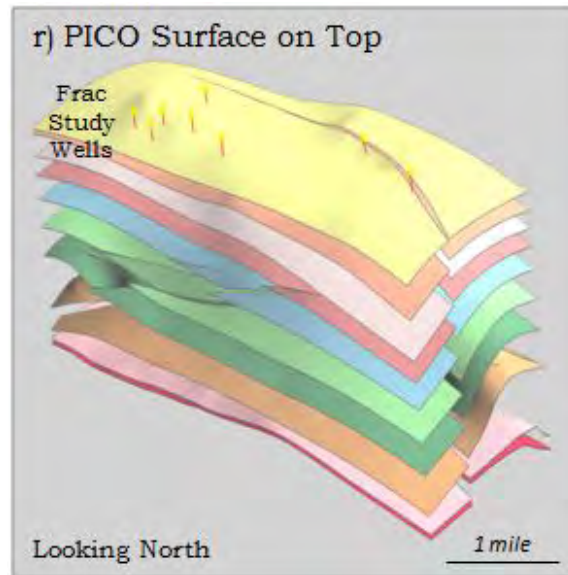 r) PICO Surface on Top
Frac
Study
Wells
Looking North
1 mile